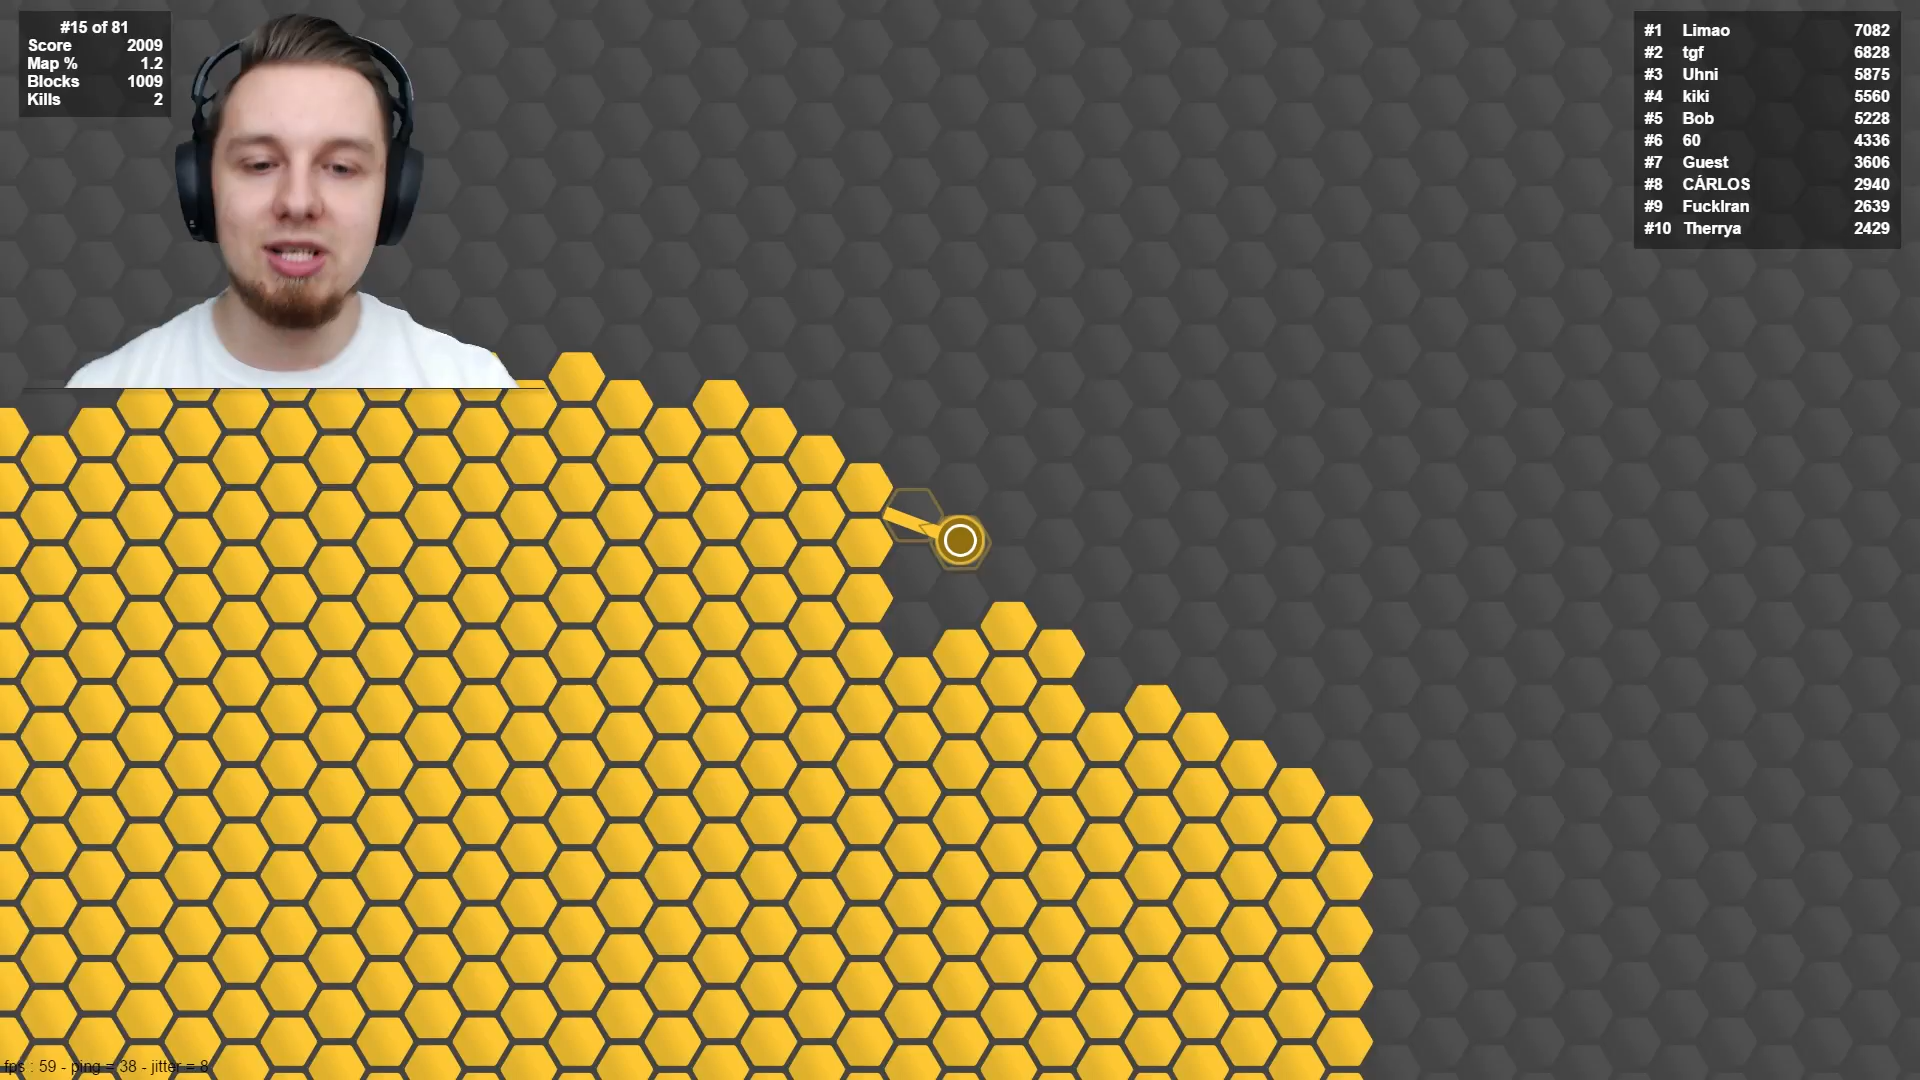 #15 of 81
Score 2009
Map % 1.2
Blocks 1009
Kills 2
#1 Limao 7082
#2 tgf 6828
#3 Uhni 5875
#4 kiki 5560
#5 Bob 5228
#6 60 4336
#7 Guest 3606
#8 CÁRLOS 2940
#9 FuckIran 2639
#10 Therrya 2429
fps : 59 - ping = 38 - jitter = 8